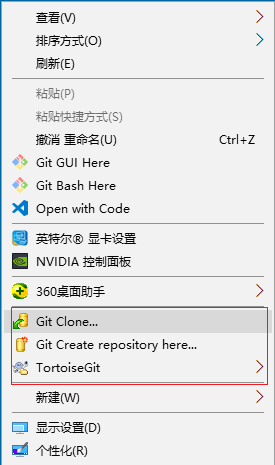 查看(V)
排序方式(O)
刷新(E)
粘贴(P)
粘贴快捷方式(S)
撤消 重命名(U) Ctrl+Z
Git GUI Here
Git Bash Here
Open with Code
英特尔® 显卡设置
NVIDIA 控制面板
360桌面助手
Git Clone...
Git Create repository here...
TortoiseGit
新建(W)
显示设置(D)
个性化(R)